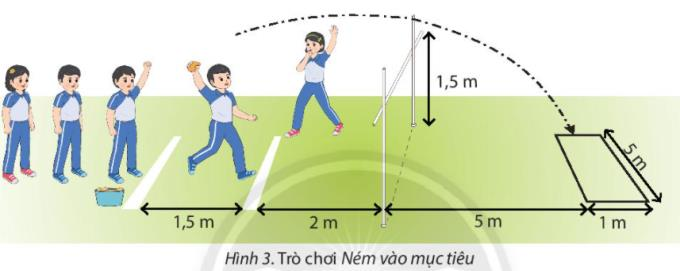 1,5 m
5 m
1,5 m
2 m
5 m
1 m
Hình 3. Trò chơi Ném vào mục tiêu